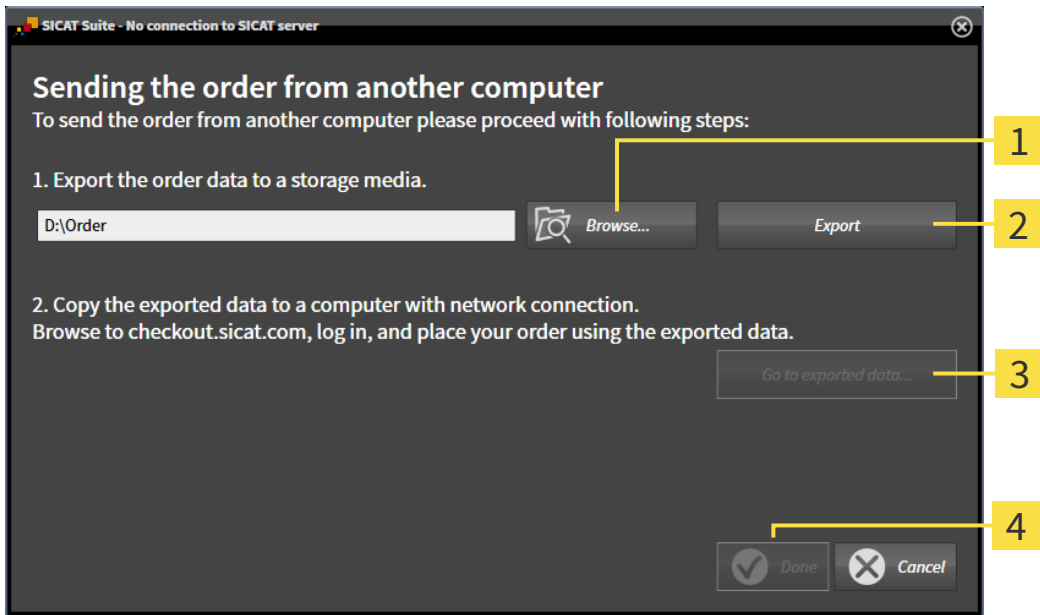 SICAT Suite - No connection to SICAT server
Sending the order from another computer
To send the order from another computer please proceed with following steps:
1
1. Export the order data to a storage media.
D:\Order
Browse...
Export
2
2. Copy the exported data to a computer with network connection.
Browse to checkout.sicat.com, log in, and place your order using the exported data.
Go to exported data...
3
4
Done
Cancel